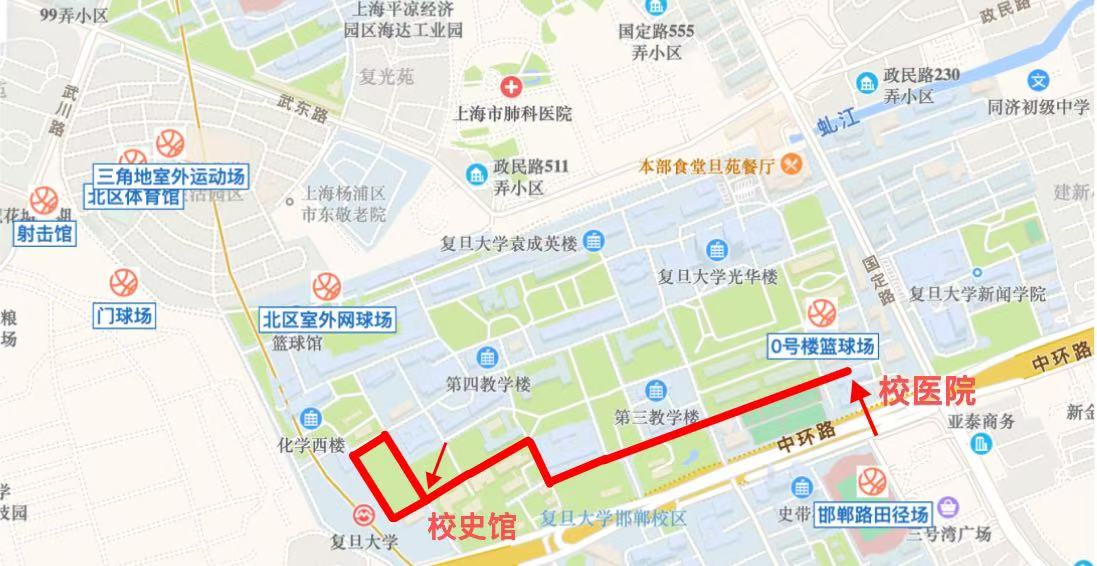 99弄小区
上海平凉经济
园区海达工业园
国定路555
弄小区
政民路
复光苑
武川路
武东路
上海市肺科医院
政民路230
弄小区
同济初级中学
虬江
三角地室外运动场
北区体育馆
射击馆
政民路511
弄小区
本部食堂旦苑餐厅
上海杨浦区
市东敬老院
建新
复旦大学袁成英楼
复旦大学光华楼
国定路
复旦大学新闻学院
门球场
北区室外网球场
篮球馆
粮
场
0号楼篮球场
中环路
第四教学楼
校医院
第三教学楼
新金
化学西楼
中环路
亚泰商务
学
技园
校史馆
复旦大学邯郸校区
史带
邯郸路田径场
三号湾广场
复旦大学